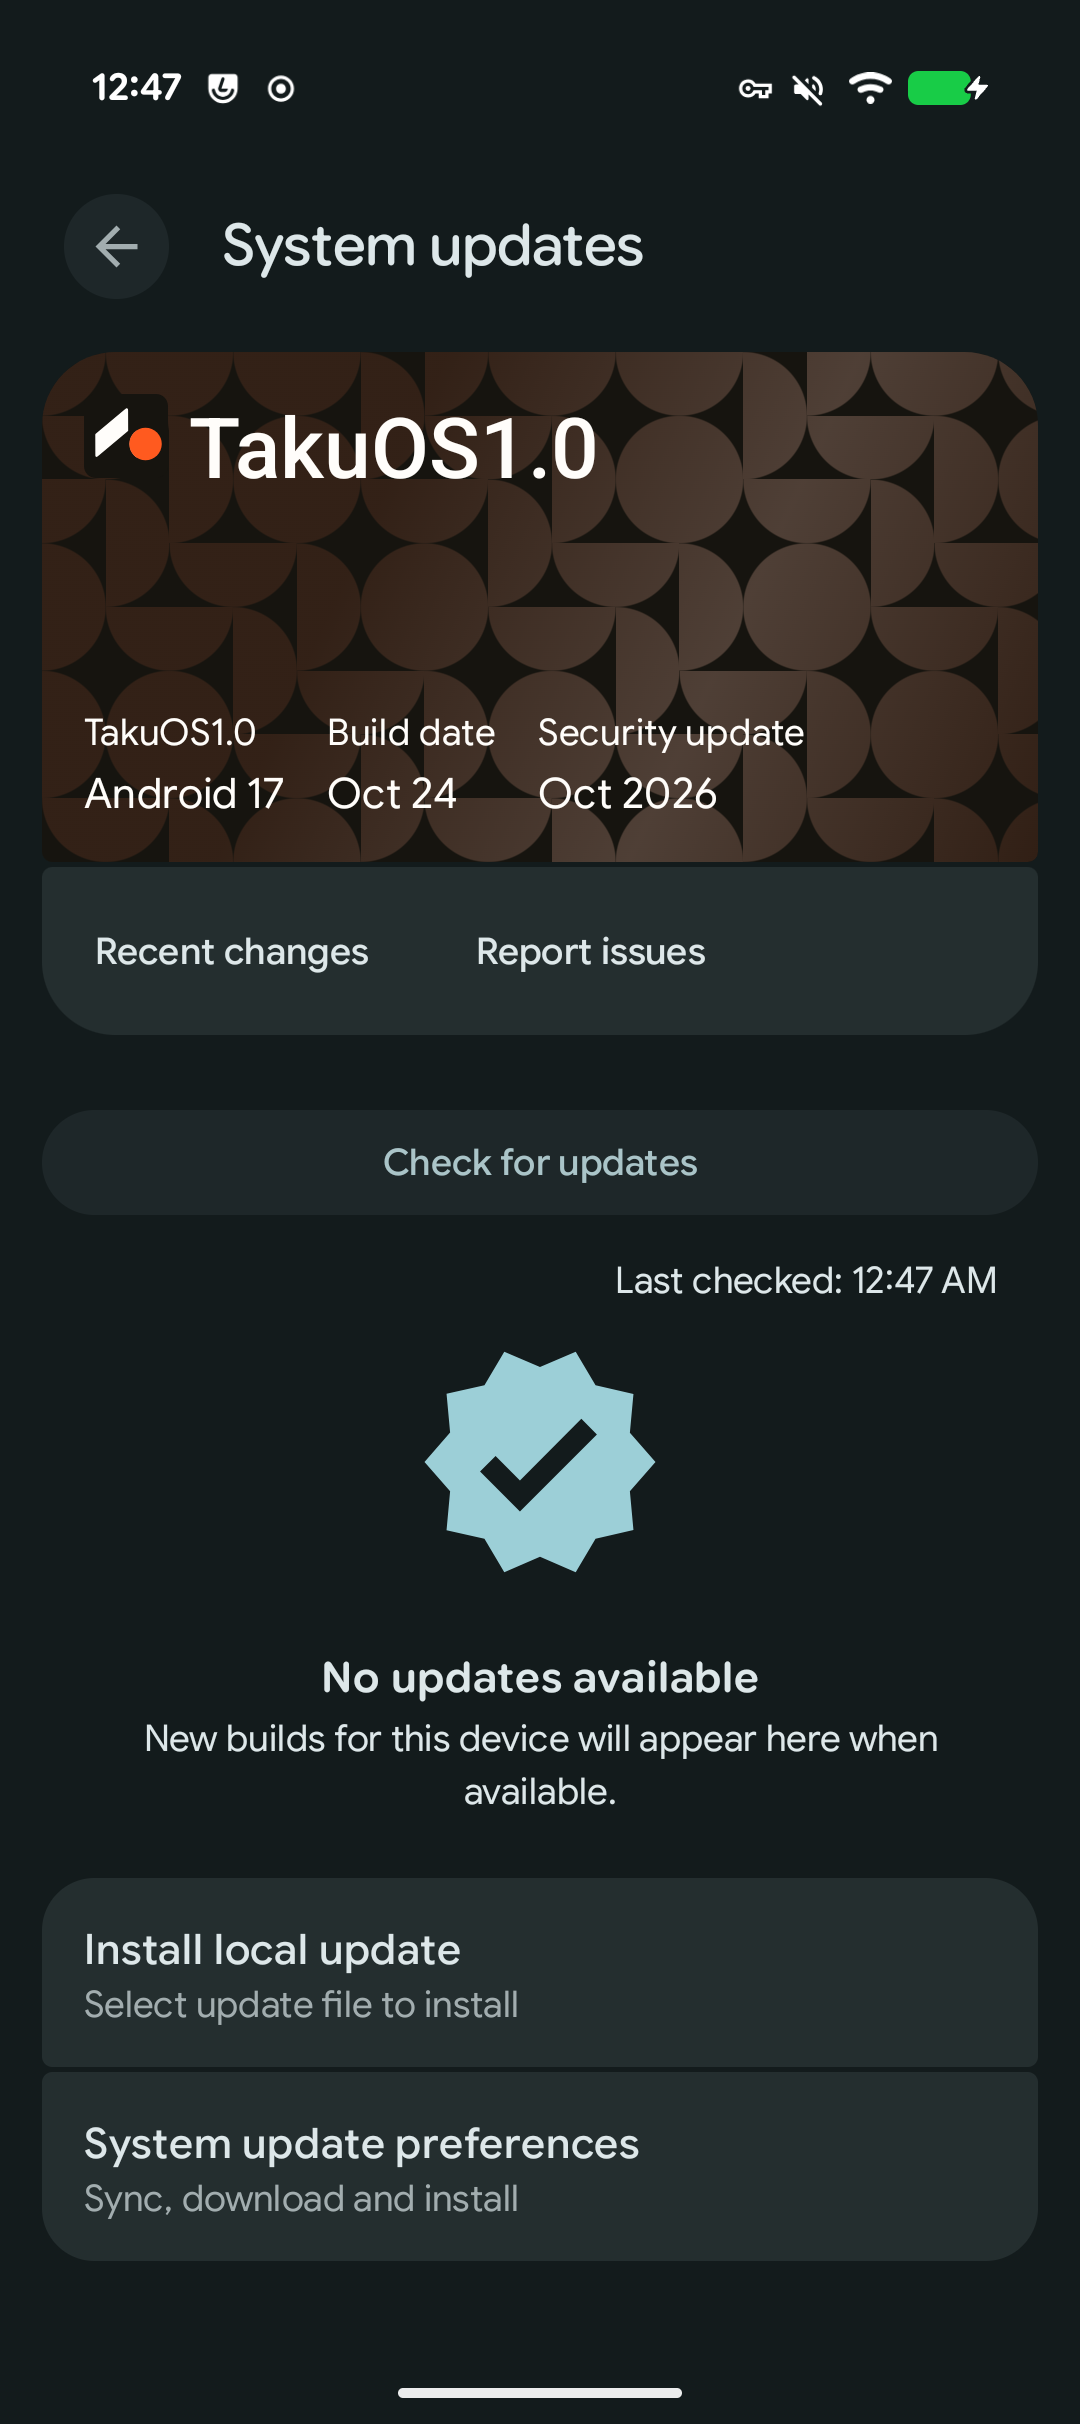 12:47
System updates
TakuOS1.0
TakuOS1.0 Build date Security update
Android 17 Oct 24 Oct 2026
Recent changes Report issues
Check for updates
Last checked: 12:47 AM
No updates available
New builds for this device will appear here when
available.
Install local update
Select update file to install
System update preferences
Sync, download and install